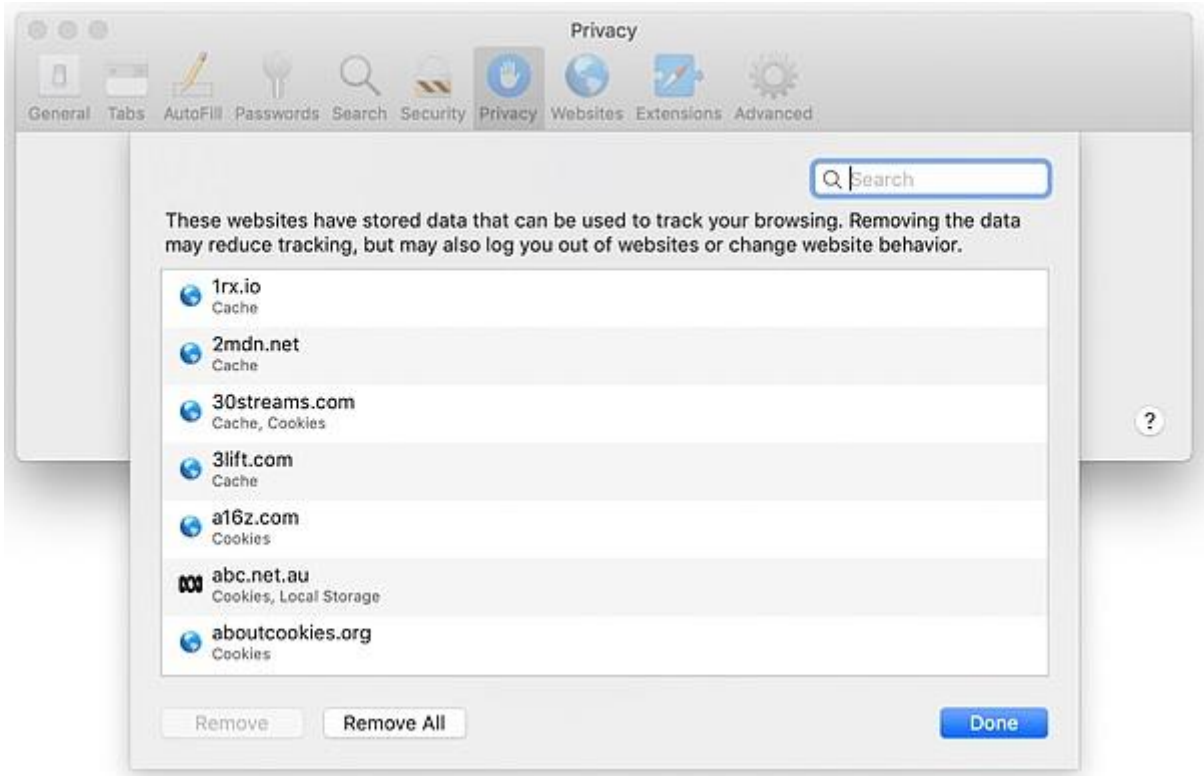 Privacy
General Tabs AutoFill Passwords Search Security Privacy Websites Extensions Advanced
Search
These websites have stored data that can be used to track your browsing. Removing the data
may reduce tracking, but may also log you out of websites or change website behavior.
1rx.io
Cache
2mdn.net
Cache
30streams.com
Cache, Cookies
?
3lift.com
Cache
a16z.com
Cookies
abc.net.au
Cookies, Local Storage
aboutcookies.org
Cookies
Remove Remove All Done